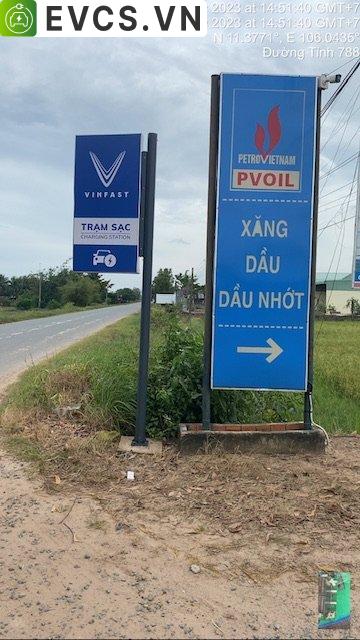 EVCS.VN
2023 at 14:51:40 GMT+7
2023 at 14:51:40 GMT+7
N 11.3771°, E 106.0435°
Đường Tỉnh 788
VINFAST
TRẠM SẠC
CHARGING STATION
PETROVIETNAM
PVOIL
XĂNG
DẦU
DẦU NHỚT